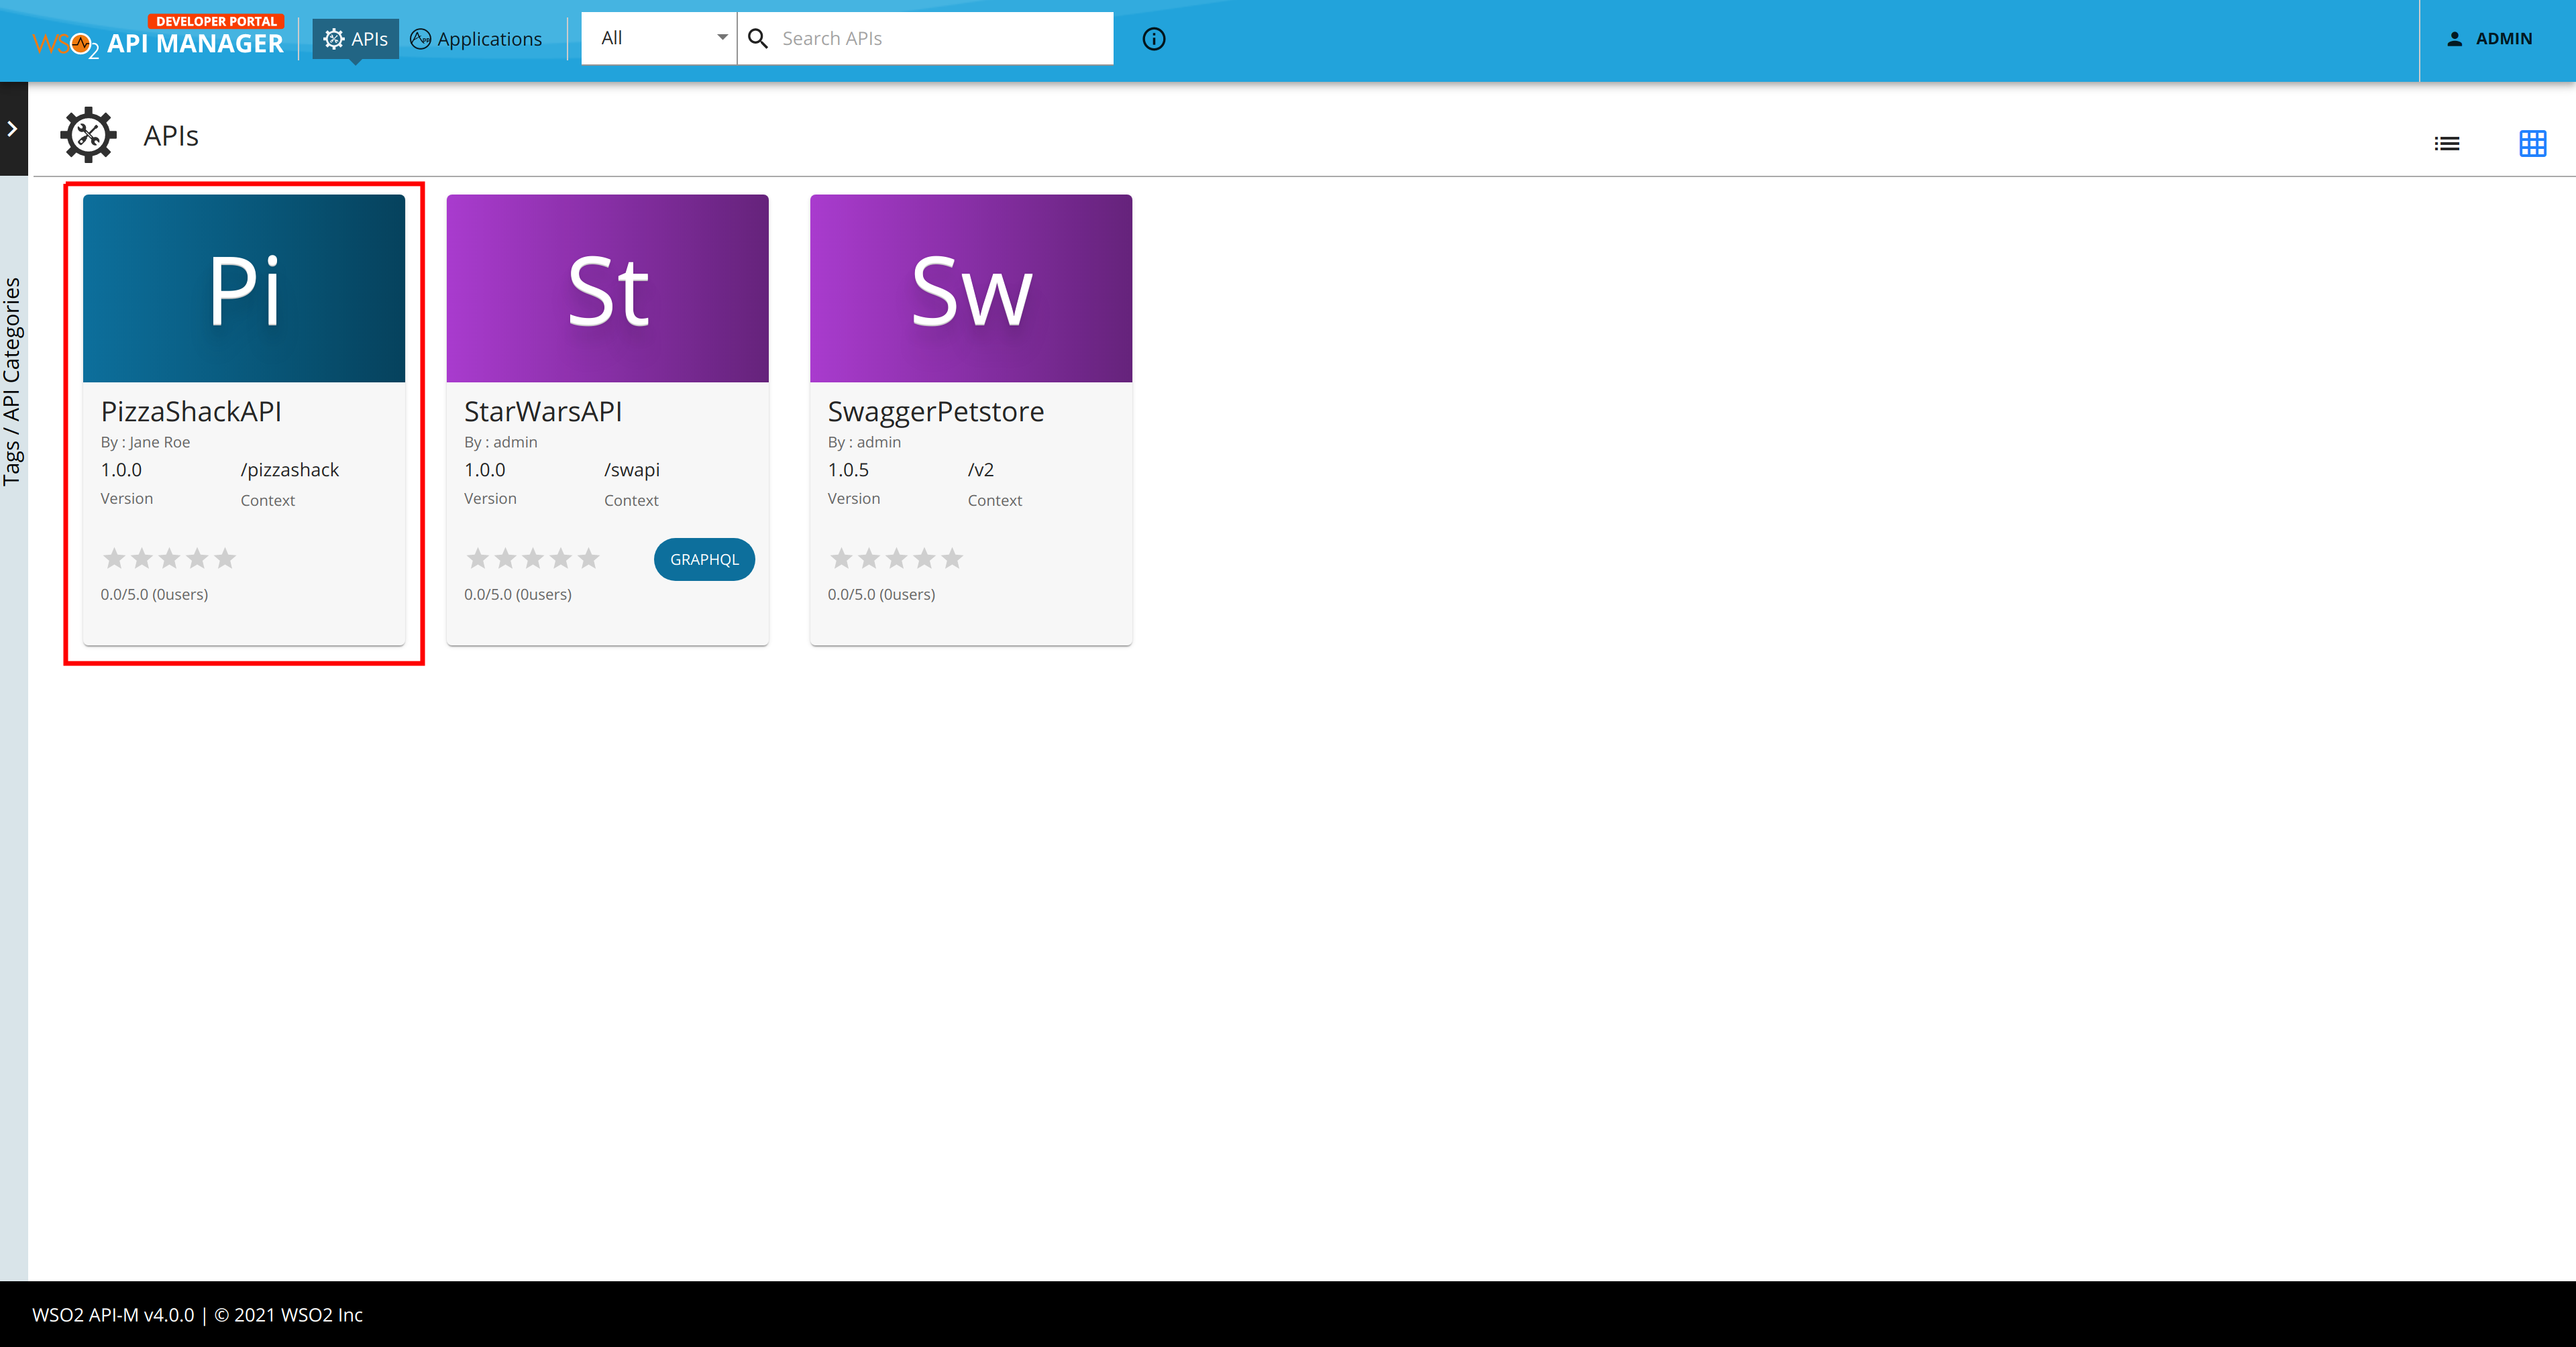 DEVELOPER PORTAL
WSO2 API MANAGER
APIs
Applications
All
Search APIs
ADMIN
APIs
Tags / API Categories
Pi
PizzaShackAPI
By : Jane Roe
1.0.0 /pizzashack
Version Context
0.0/5.0 (0users)
St
StarWarsAPI
By : admin
1.0.0 /swapi
Version Context
GRAPHQL
0.0/5.0 (0users)
Sw
SwaggerPetstore
By : admin
1.0.5 /v2
Version Context
0.0/5.0 (0users)
WSO2 API-M v4.0.0 | © 2021 WSO2 Inc